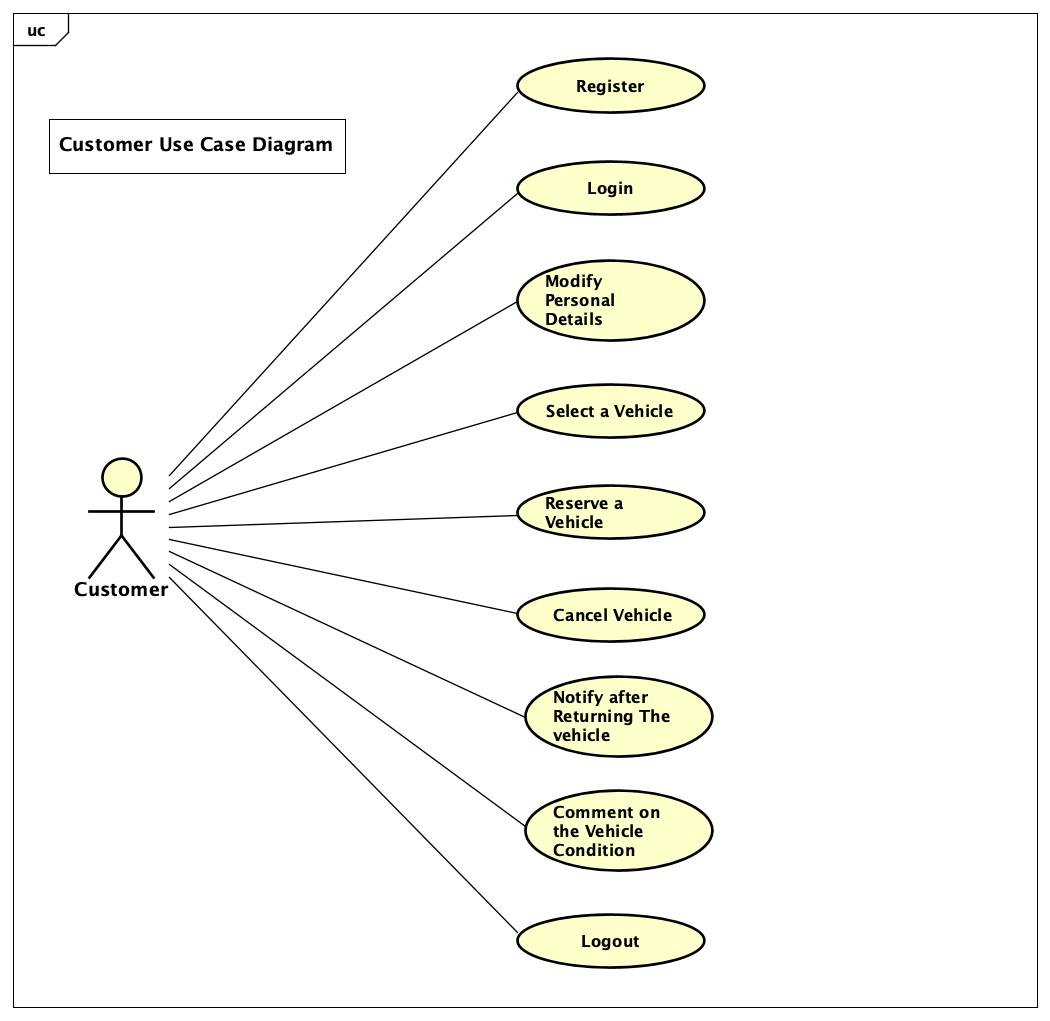 uc
Customer Use Case Diagram
Register
Login
Modify
Personal
Details
Select a Vehicle
Reserve a
Vehicle
Customer
Cancel Vehicle
Notify after
Returning The
vehicle
Comment on
the Vehicle
Condition
Logout